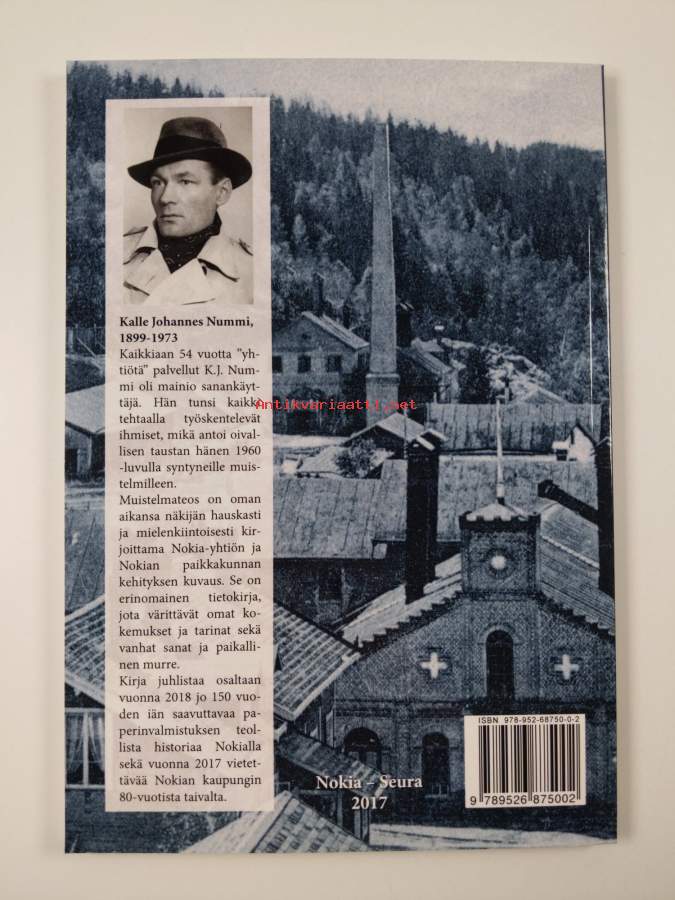 Kalle Johannes Nummi,
1899-1973
Kaikkiaan 54 vuotta "yh-
tiötä" palvellut K.J. Num-
mi oli mainio sanankäyt-
täjä. Hän tunsi kaikki
tehtaalla työskentelevät
ihmiset, mikä antoi oival-
lisen taustan hänen 1960
-luvulla syntyneille muis-
telmilleen.
Muistelmateos on oman
aikansa näkijän hauskasti
ja mielenkiintoisesti kir-
joittama Nokia-yhtiön ja
Nokian paikkakunnan
kehityksen kuvaus. Se on
erinomainen tietokirja,
jota värittävät omat ko-
kemukset ja tarinat sekä
vanhat sanat ja paikalli-
nen murre.
Kirja juhlistaa osaltaan
vuonna 2018 jo 150 vuo-
den iän saavuttavaa pa-
perinvalmistuksen teol-
lista historiaa Nokialla
sekä vuonna 2017 vietet-
tävää Nokian kaupungin
80-vuotista taivalta.
Antikvariaatti.net
Nokia – Seura
2017
ISBN 978-952-68750-0-2
9 789526 875002